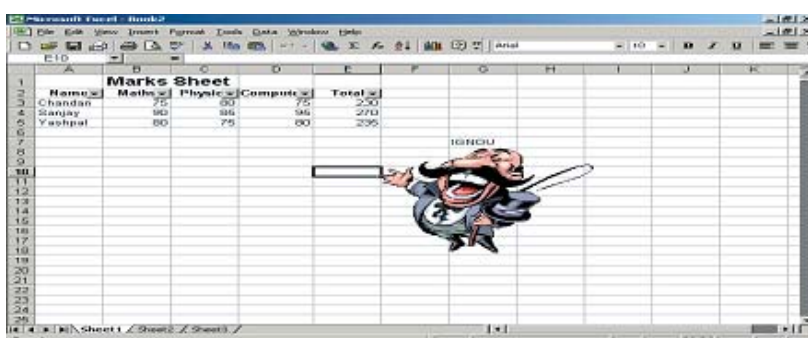 Microsoft Excel - Book2
File Edit View Insert Format Tools Data Window Help
Arial 10 B I U
E10 =
A B C D E F G H I J K
1 Marks Sheet
2 Name Maths Physic Compute Total
3 Chandan 75 80 75 230
4 Sanjay 90 85 95 270
5 Yashpal 80 75 80 235
6
7 IGNOU
8
9
10
11
12
13
14
15
16
17
18
19
20
21
22
23
24
25
Sheet1 Sheet2 Sheet3